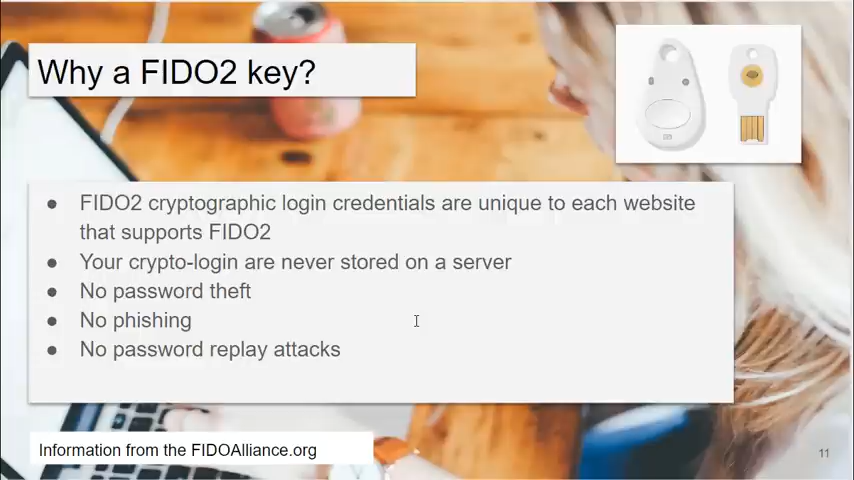 Why a FIDO2 key?
● FIDO2 cryptographic login credentials are unique to each website
that supports FIDO2
● Your crypto-login are never stored on a server
● No password theft
● No phishing
● No password replay attacks
Information from the FIDOAlliance.org
11